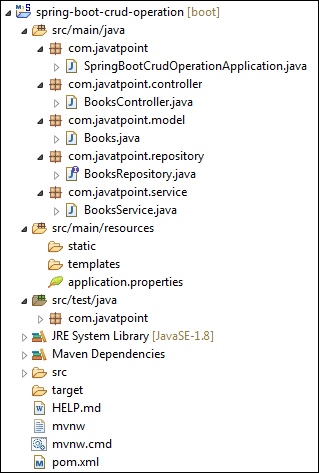 spring-boot-crud-operation [boot]
src/main/java
com.javatpoint
SpringBootCrudOperationApplication.java
com.javatpoint.controller
BooksController.java
com.javatpoint.model
Books.java
com.javatpoint.repository
BooksRepository.java
com.javatpoint.service
BooksService.java
src/main/resources
static
templates
application.properties
src/test/java
com.javatpoint
JRE System Library [JavaSE-1.8]
Maven Dependencies
src
target
HELP.md
mvnw
mvnw.cmd
pom.xml